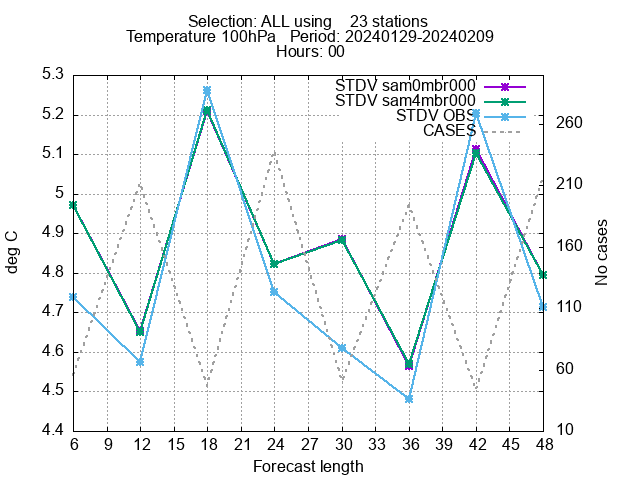 Selection: ALL using    23 stations
Temperature 100hPa   Period: 20240129-20240209
Hours: 00
STDV sam0mbr000
STDV sam4mbr000
STDV OBS
CASES
5.3
5.2
5.1
5
4.9
4.8
4.7
4.6
4.5
4.4
deg C
260
210
160
110
60
10
No cases
6 9 12 15 18 21 24 27 30 33 36 39 42 45 48
Forecast length